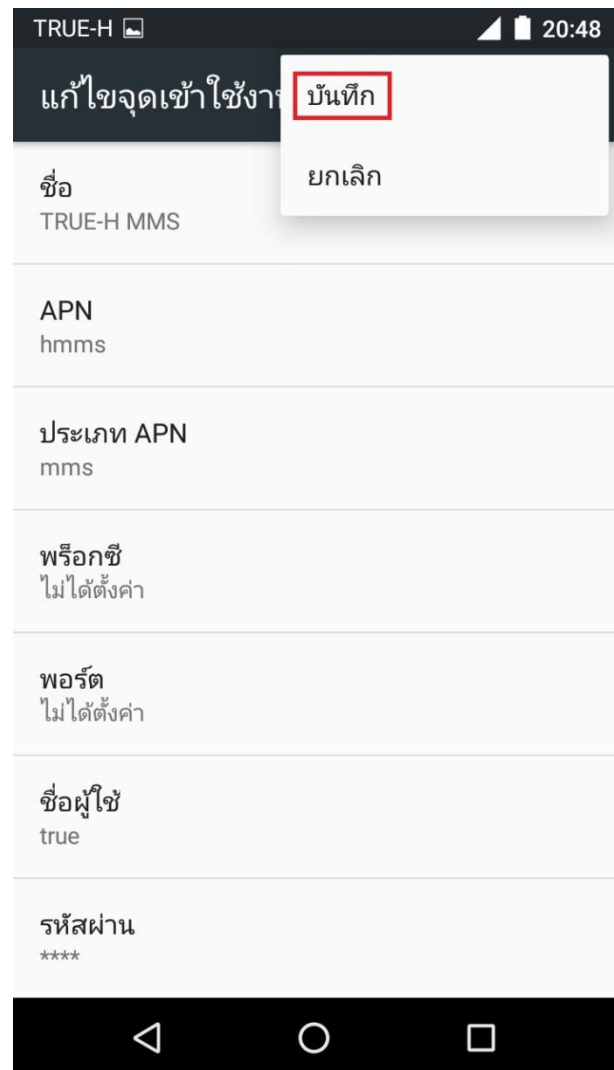 TRUE-H 20:48
แก้ไขจุดเข้าใช้งา
บันทึก
ยกเลิก
ชื่อ
TRUE-H MMS
APN
hmms
ประเภท APN
mms
พร็อกซี
ไม่ได้ตั้งค่า
พอร์ต
ไม่ได้ตั้งค่า
ชื่อผู้ใช้
true
รหัสผ่าน
****